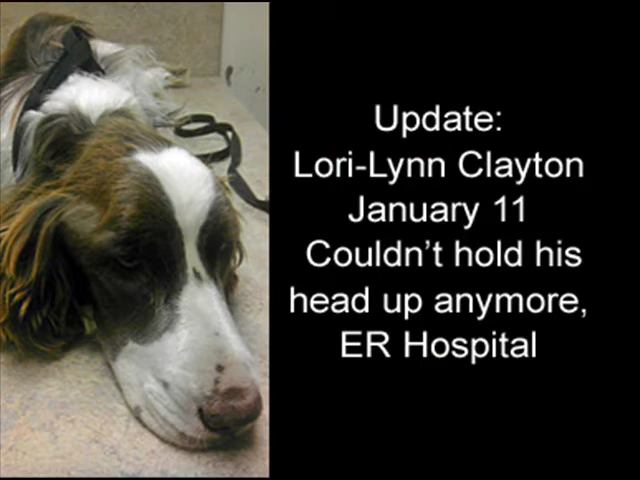 Update:
Lori-Lynn Clayton
January 11
Couldn’t hold his
head up anymore,
ER Hospital